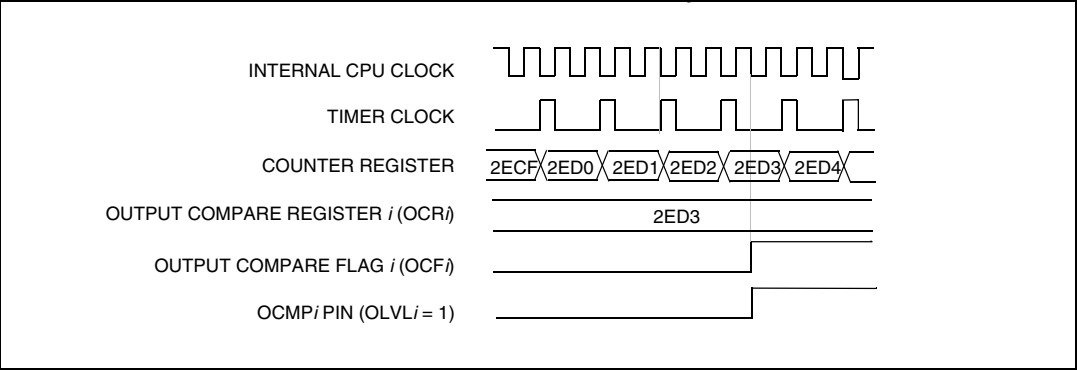 INTERNAL CPU CLOCK
TIMER CLOCK
COUNTER REGISTER 2ECF 2ED0 2ED1 2ED2 2ED3 2ED4
OUTPUT COMPARE REGISTER i (OCRi) 2ED3
OUTPUT COMPARE FLAG i (OCFi)
OCMPi PIN (OLVLi = 1)